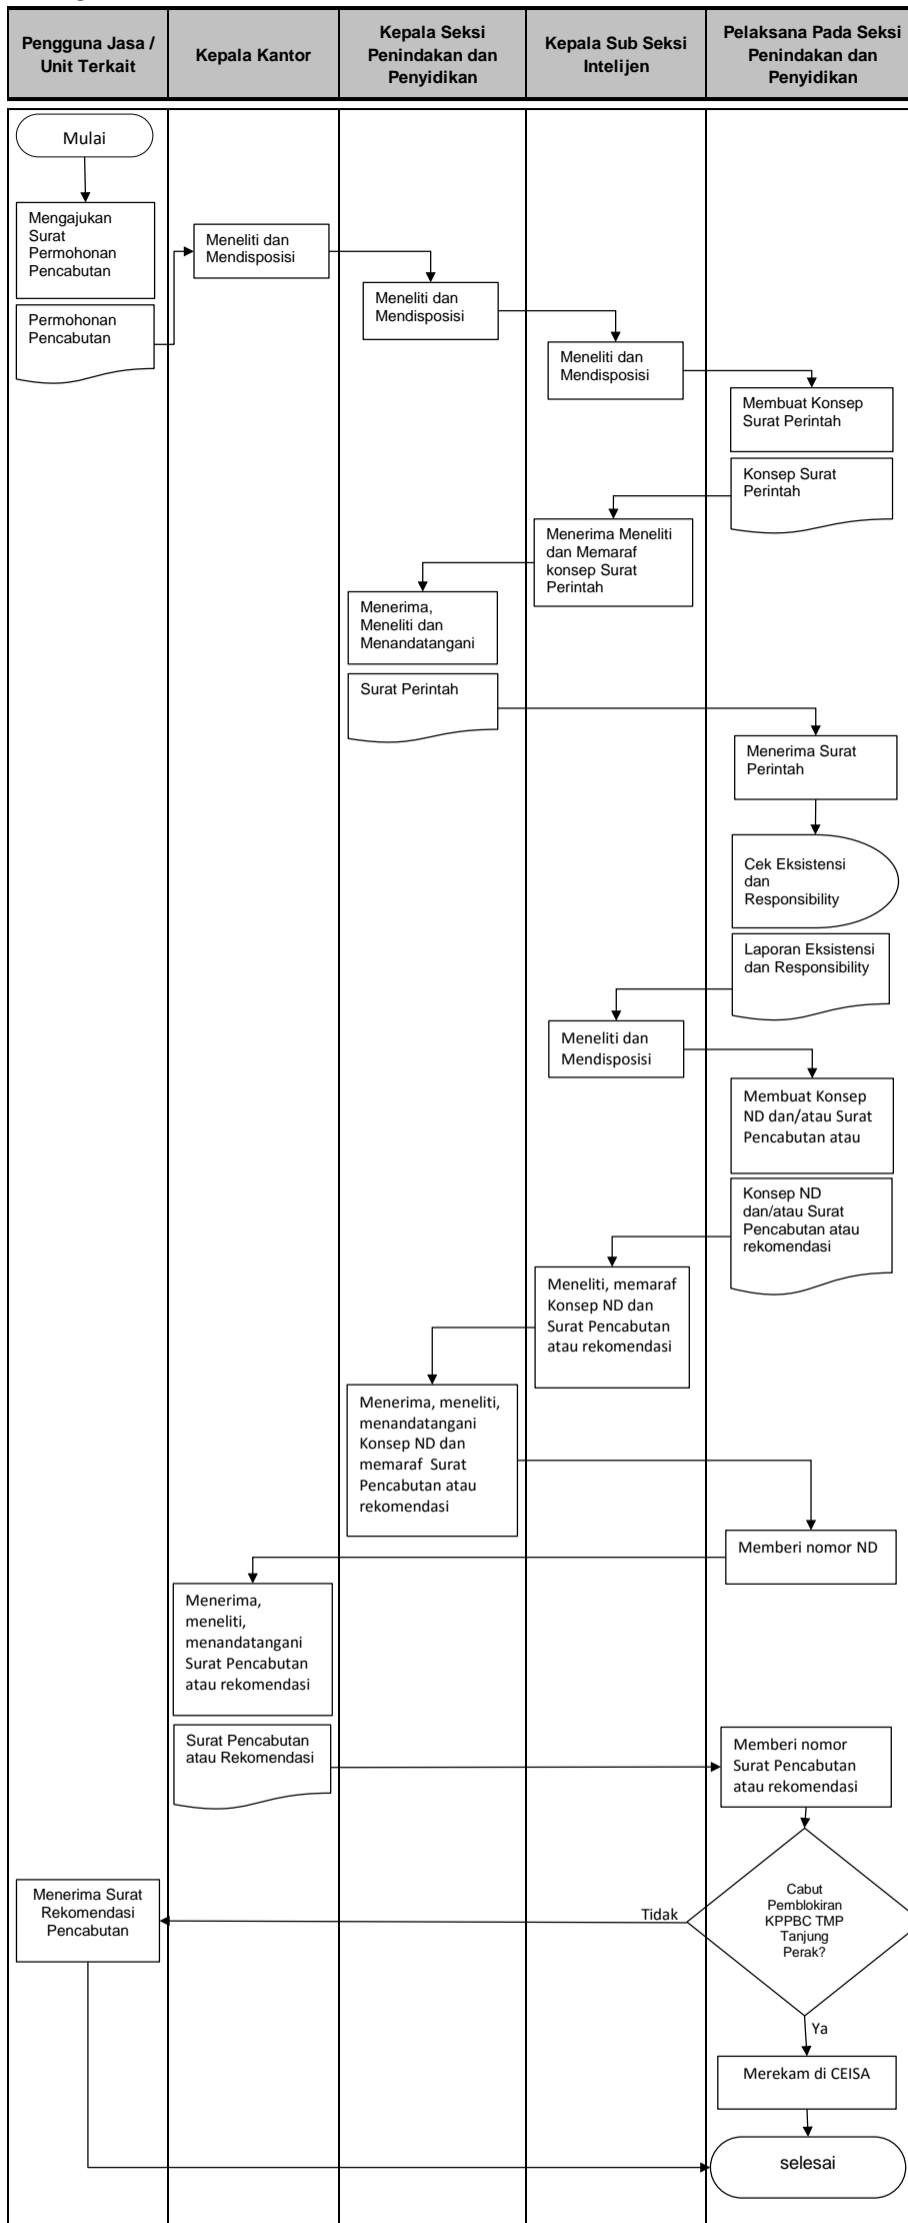 Pengguna Jasa /
Unit Terkait
Kepala Kantor
Kepala Seksi
Penindakan dan
Penyidikan
Kepala Sub Seksi
Intelijen
Pelaksana Pada Seksi
Penindakan dan
Penyidikan
Mulai
Mengajukan
Surat
Permohonan
Pencabutan
Permohonan
Pencabutan
Meneliti dan
Mendisposisi
Meneliti dan
Mendisposisi
Meneliti dan
Mendisposisi
Membuat Konsep
Surat Perintah
Konsep Surat
Perintah
Menerima Meneliti
dan Memaraf
konsep Surat
Perintah
Menerima,
Meneliti dan
Menandatangani
Surat Perintah
Menerima Surat
Perintah
Cek Eksistensi
dan
Responsibility
Laporan Eksistensi
dan Responsibility
Meneliti dan
Mendisposisi
Membuat Konsep
ND dan/atau Surat
Pencabutan atau
Konsep ND
dan/atau Surat
Pencabutan atau
rekomendasi
Meneliti, memaraf
Konsep ND dan
Surat Pencabutan
atau rekomendasi
Menerima, meneliti,
menandatangani
Konsep ND dan
memaraf Surat
Pencabutan atau
rekomendasi
Memberi nomor ND
Menerima,
meneliti,
menandatangani
Surat Pencabutan
atau rekomendasi
Surat Pencabutan
atau Rekomendasi
Memberi nomor
Surat Pencabutan
atau rekomendasi
Cabut
Pemblokiran
KPPBC TMP
Tanjung
Perak?
Tidak
Menerima Surat
Rekomendasi
Pencabutan
Ya
Merekam di CEISA
selesai